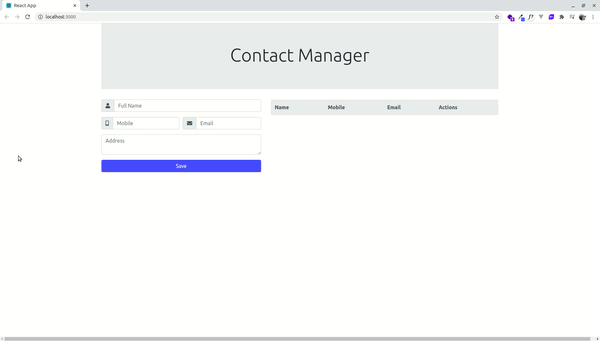 React App
localhost:3000
Contact Manager
Full Name
Mobile
Email
Address
Save
Name Mobile Email Actions